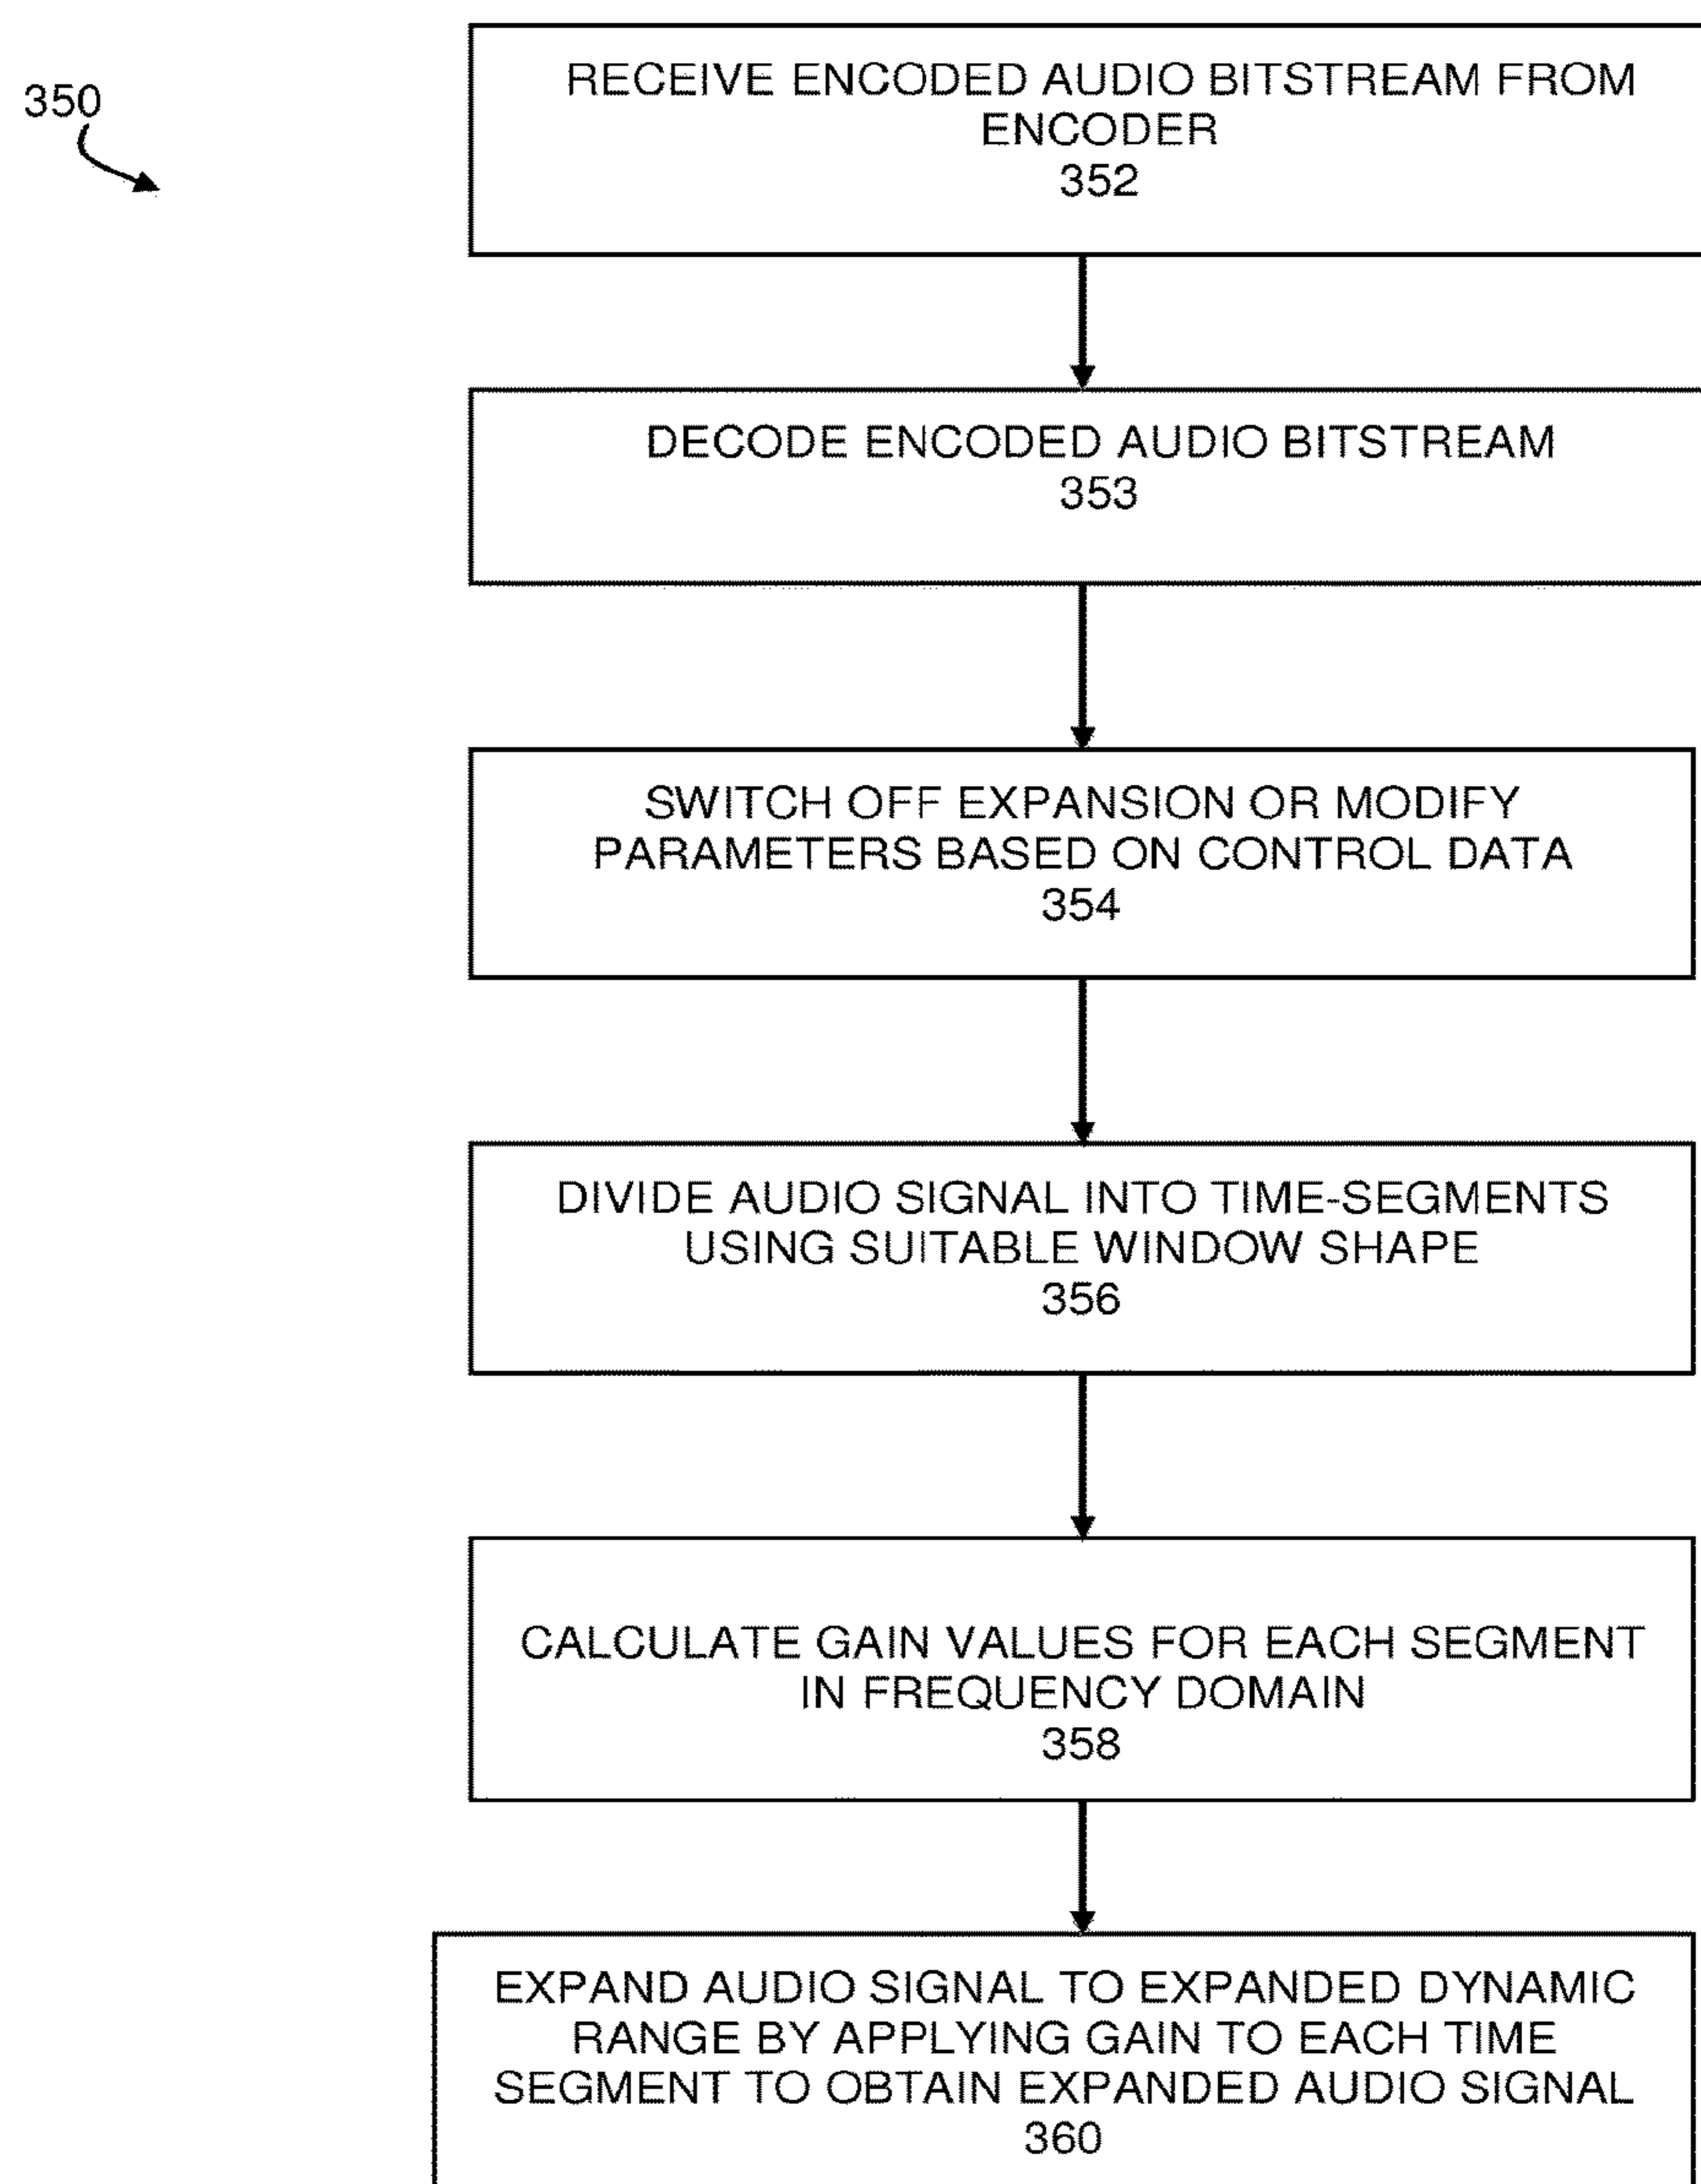 350
RECEIVE ENCODED AUDIO BITSTREAM FROM
ENCODER
352
DECODE ENCODED AUDIO BITSTREAM
353
SWITCH OFF EXPANSION OR MODIFY
PARAMETERS BASED ON CONTROL DATA
354
DIVIDE AUDIO SIGNAL INTO TIME-SEGMENTS
USING SUITABLE WINDOW SHAPE
356
CALCULATE GAIN VALUES FOR EACH SEGMENT
IN FREQUENCY DOMAIN
358
EXPAND AUDIO SIGNAL TO EXPANDED DYNAMIC
RANGE BY APPLYING GAIN TO EACH TIME
SEGMENT TO OBTAIN EXPANDED AUDIO SIGNAL
360